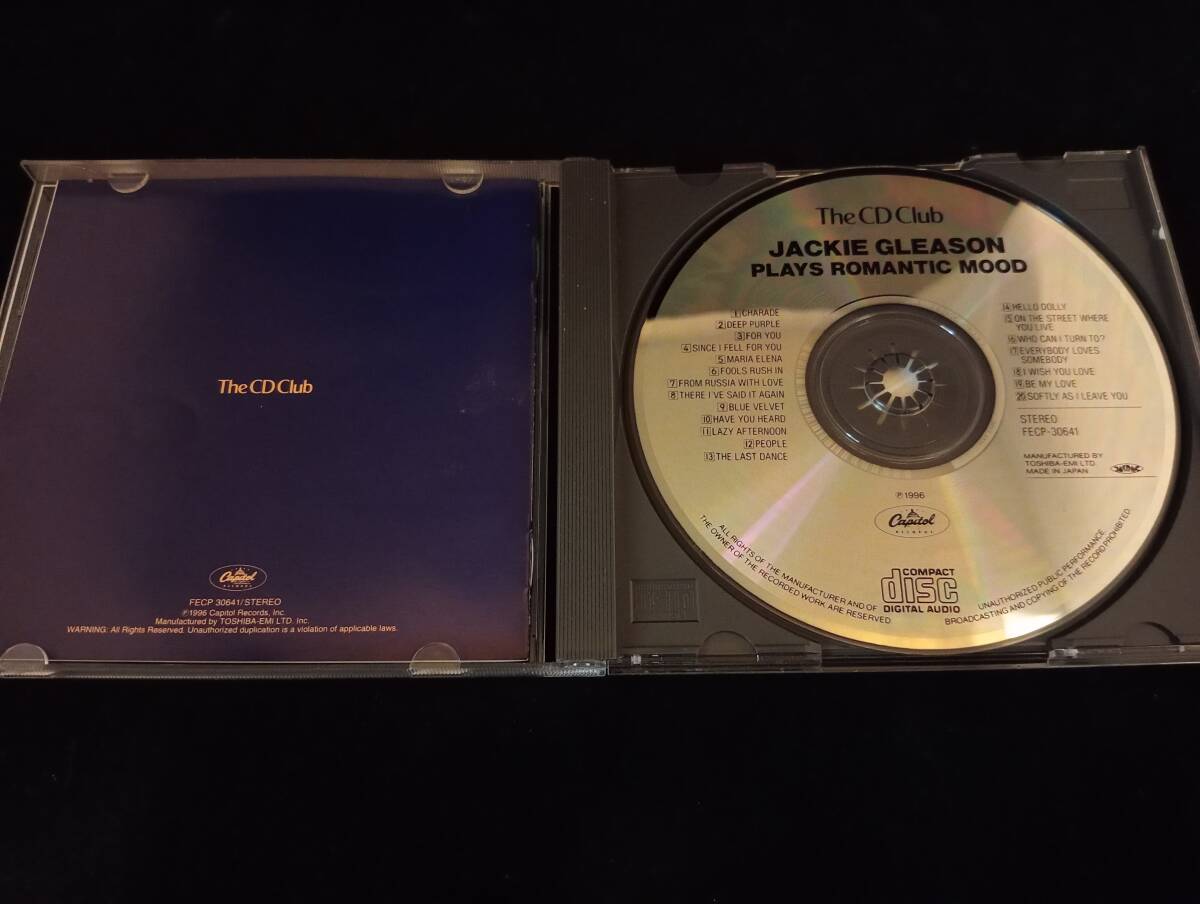 The CD Club
Capitol
RECORDS
FECP 30641/STEREO
℗1996 Capitol Records, Inc.
Manufactured by TOSHIBA-EMI LTD. Inc.
WARNING: All Rights Reserved. Unauthorized duplication is a violation of applicable laws.
The CD Club
JACKIE GLEASON
PLAYS ROMANTIC MOOD
1 CHARADE
2 DEEP PURPLE
3 FOR YOU
4 SINCE I FELL FOR YOU
5 MARIA ELENA
6 FOOLS RUSH IN
7 FROM RUSSIA WITH LOVE
8 THERE I'VE SAID IT AGAIN
9 BLUE VELVET
10 HAVE YOU HEARD
11 LAZY AFTERNOON
12 PEOPLE
13 THE LAST DANCE
14 HELLO DOLLY
15 ON THE STREET WHERE
YOU LIVE
16 WHO CAN I TURN TO?
17 EVERYBODY LOVES
SOMEBODY
18 I WISH YOU LOVE
19 BE MY LOVE
20 SOFTLY AS I LEAVE YOU
STEREO
FECP-30641
MANUFACTURED BY
TOSHIBA-EMI LTD.
MADE IN JAPAN
℗1996
Capitol
RECORDS
COMPACT
disc
DIGITAL AUDIO
ALL RIGHTS OF THE MANUFACTURER AND OF
THE OWNER OF THE RECORDED WORK ARE RESERVED
UNAUTHORIZED PUBLIC PERFORMANCE
BROADCASTING AND COPYING OF THE RECORD PROHIBITED